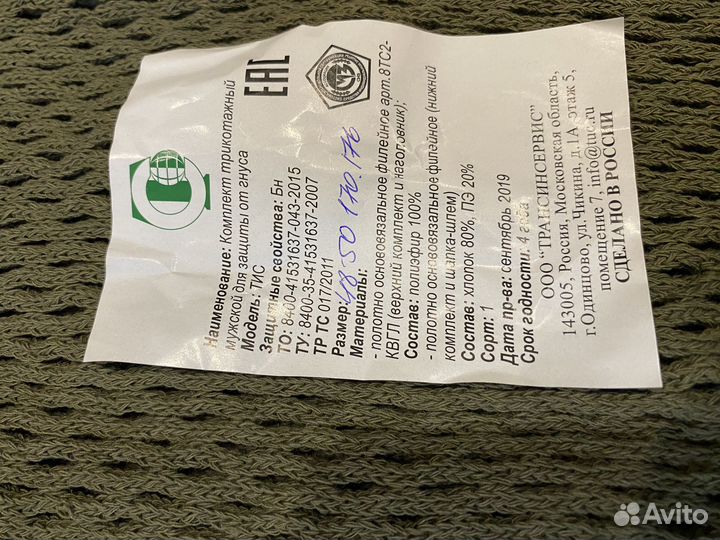 ЕАС
Наименование: Комплект трикотажный
мужской для защиты от гнуса
Модель: ТИС
Защитные свойства: Бн
ТО: 8400-41531637-043-2015
ТУ: 8400-35-41531637-2007
ТР ТС 017/2011
Размер: 48-50 170.176
Материалы:
- полотно основовязальное филейное арт.8ТС2-
КВГЛ (верхний комплект и наголовник);
Состав: полиэфир 100%
- полотно основовязальное филейное (нижний
комплект и шапка-шлем)
Состав: хлопок 80%, ПЭ 20%
Сорт: 1
Дата пр-ва: сентябрь 2019
Срок годности: 4 года
ООО "ТРАНСИНСЕРВИС"
143005, Россия, Московская область,
г.Одинцово, ул.Чикина, д.1А, этаж 5,
помещение 7, info@tuc.ru
СДЕЛАНО В РОССИИ
Avito